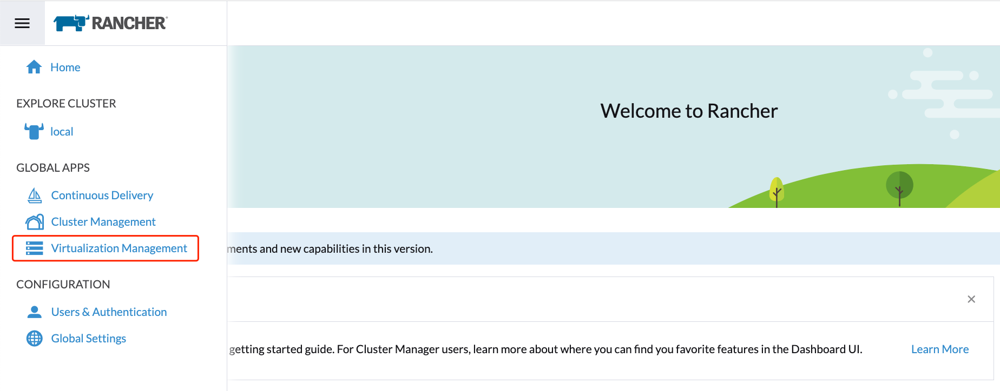 RANCHER
Home
EXPLORE CLUSTER
local
GLOBAL APPS
Continuous Delivery
Cluster Management
Virtualization Management
CONFIGURATION
Users & Authentication
Global Settings
Welcome to Rancher
ments and new capabilities in this version.
getting started guide. For Cluster Manager users, learn more about where you can find you favorite features in the Dashboard UI.
Learn More